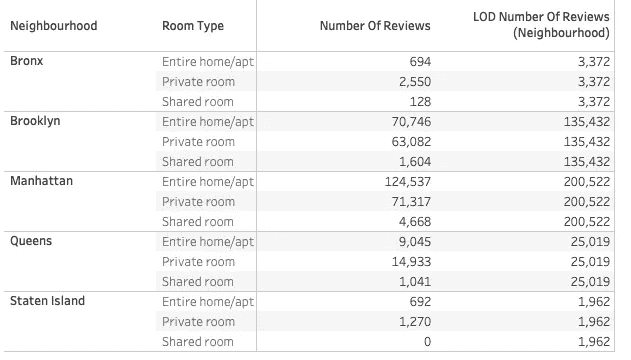 Neighbourhood Room Type Number Of Reviews LOD Number Of Reviews
(Neighbourhood)
Bronx Entire home/apt 694 3,372
Private room 2,550 3,372
Shared room 128 3,372
Brooklyn Entire home/apt 70,746 135,432
Private room 63,082 135,432
Shared room 1,604 135,432
Manhattan Entire home/apt 124,537 200,522
Private room 71,317 200,522
Shared room 4,668 200,522
Queens Entire home/apt 9,045 25,019
Private room 14,933 25,019
Shared room 1,041 25,019
Staten Island Entire home/apt 692 1,962
Private room 1,270 1,962
Shared room 0 1,962